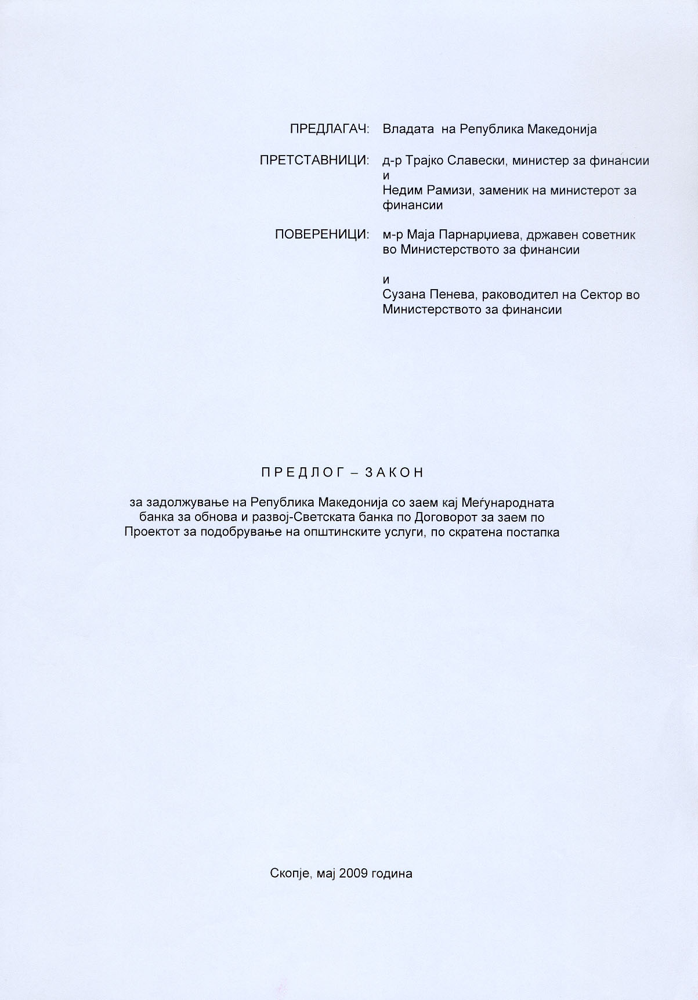 ПРЕДЛАГАЧ: Владата на Република Македонија
ПРЕТСТАВНИЦИ: д-р Трајко Славески, министер за финансии
и
Недим Рамизи, заменик на министерот за
финансии
ПОВЕРЕНИЦИ: м-р Маја Парнарџиева, државен советник
во Министерството за финансии
и
Сузана Пенева, раководител на Сектор во
Министерството за финансии
П Р Е Д Л О Г – З А К О Н
за задолжување на Република Македонија со заем кај Меѓународната
банка за обнова и развој-Светската банка по Договорот за заем по
Проектот за подобрување на општинските услуги, по скратена постапка
Скопје, мај 2009 година